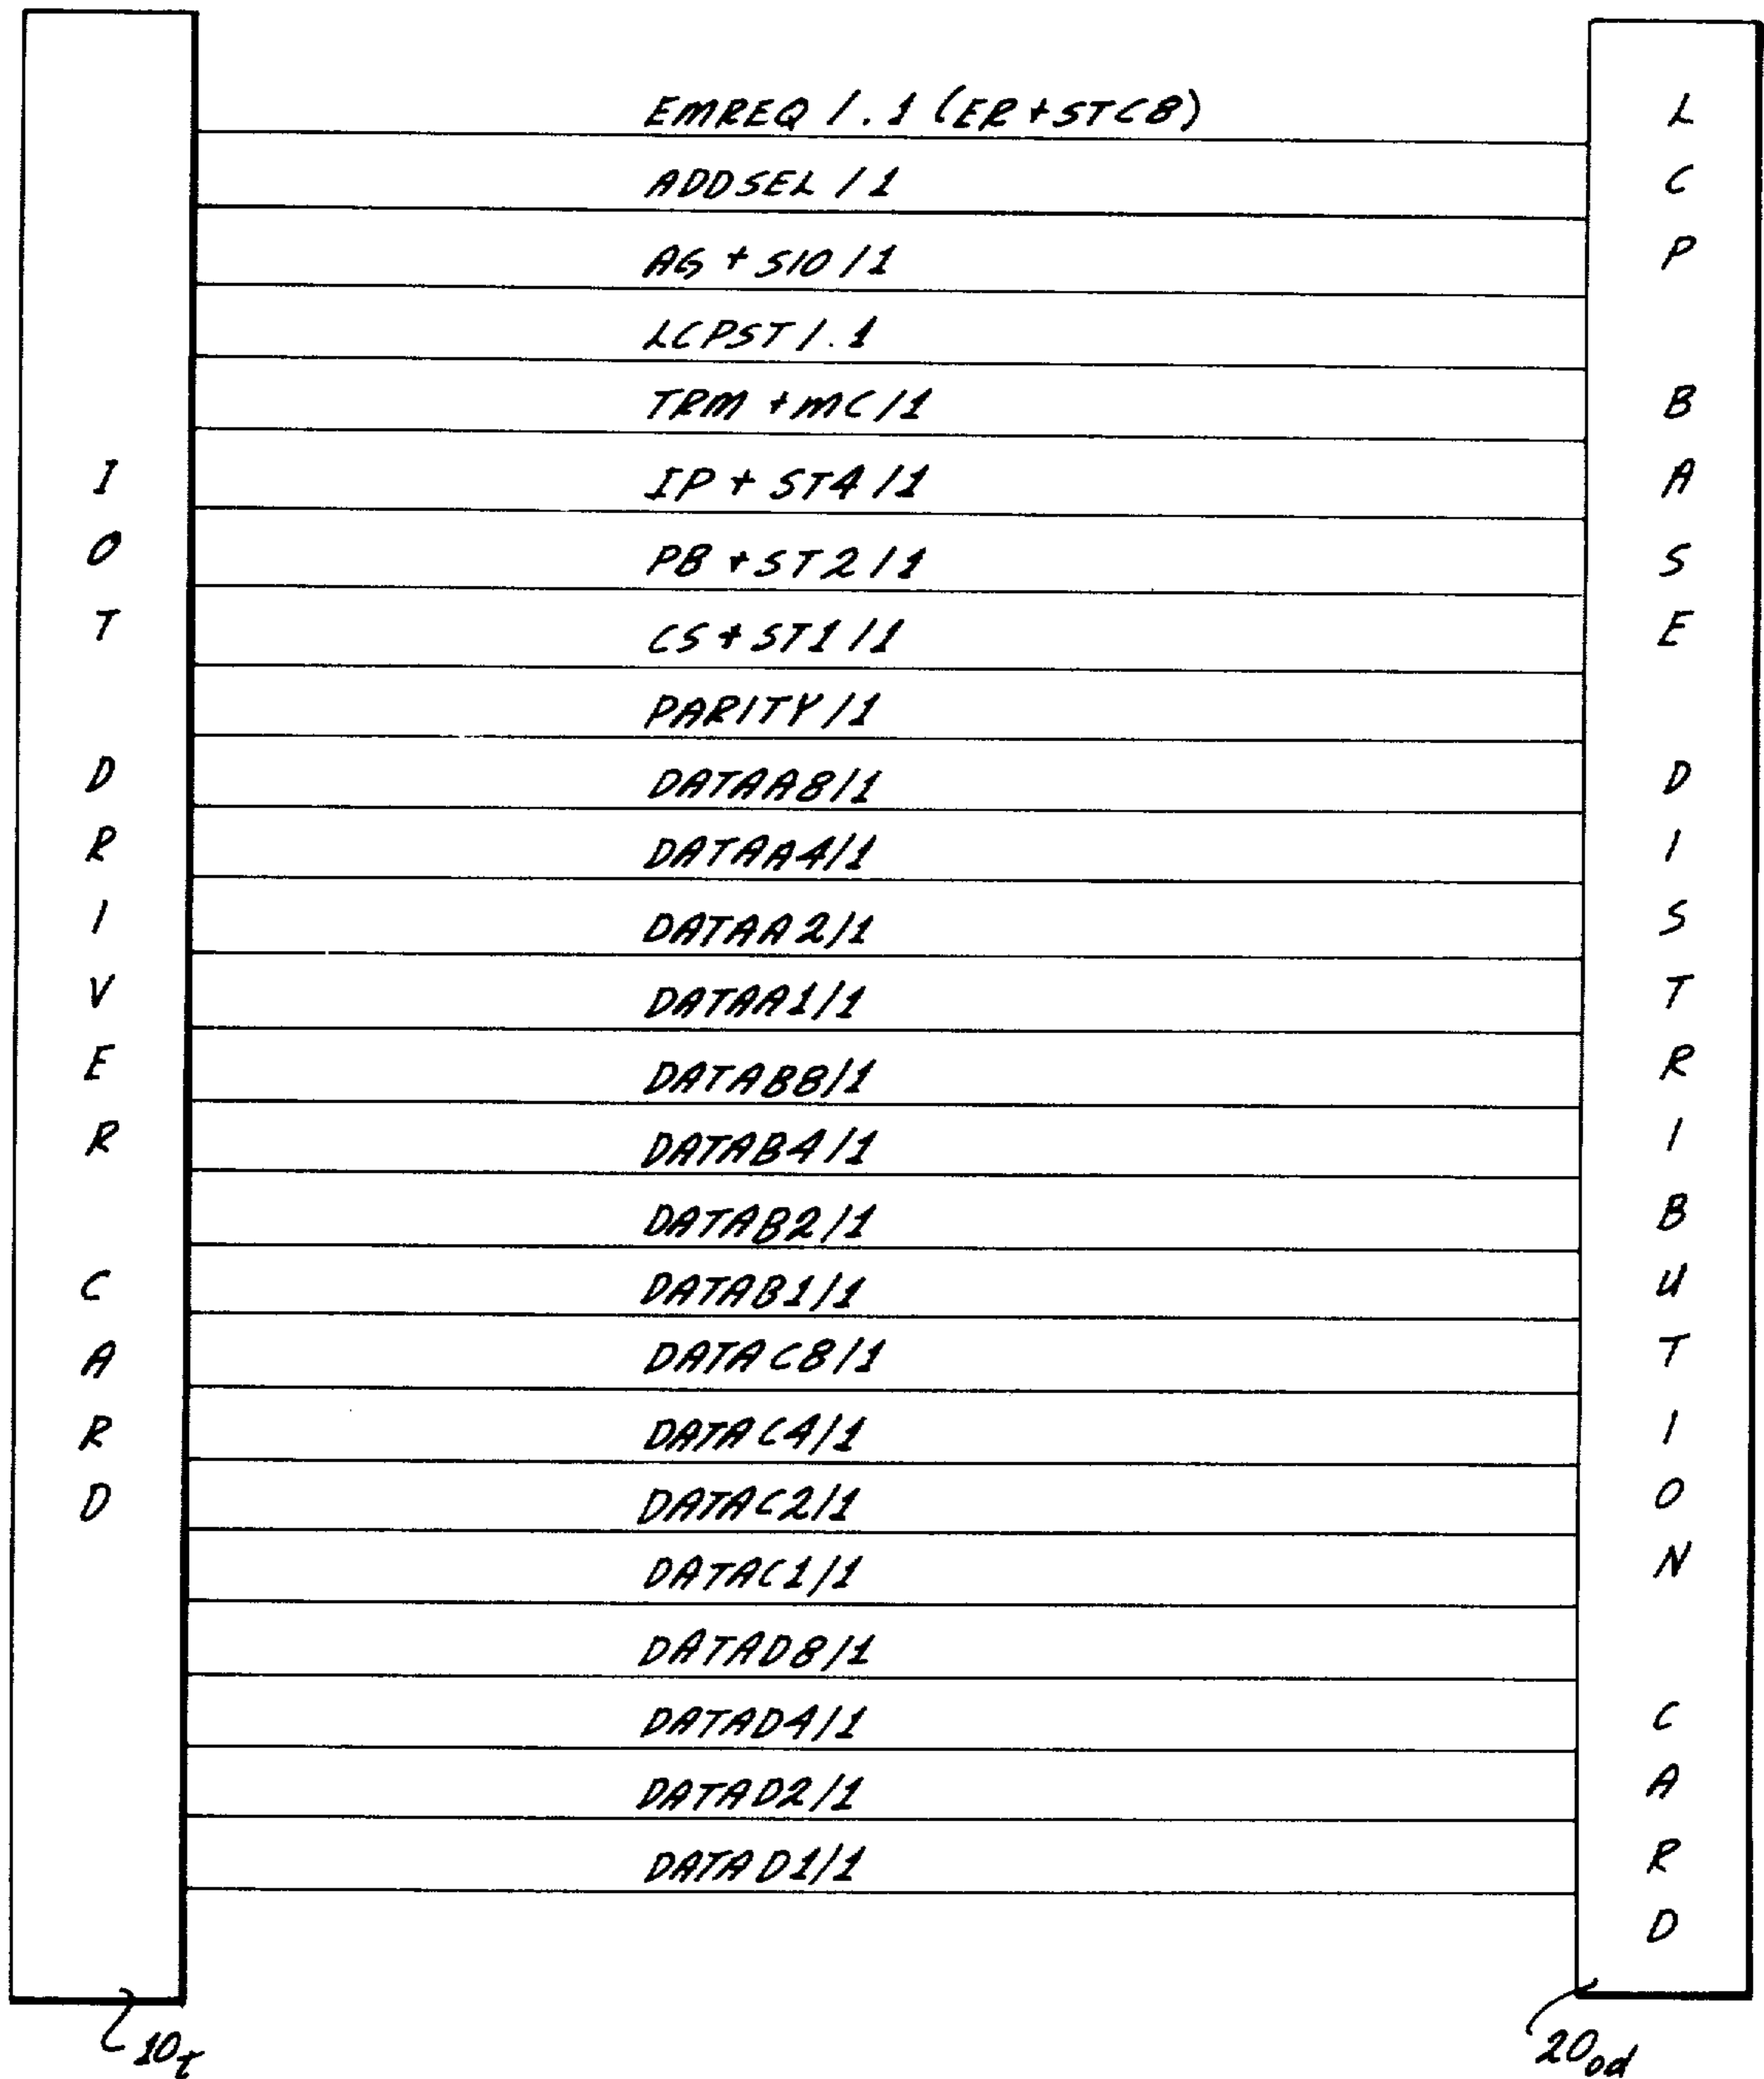 IOT DRIVER CARD
EMREQ/.1 (ER+STC8)
ADDSEL/1
AG+SIO/1
LCPST/.1
TRM+MC/1
IP+ST4/1
PB+ST2/1
CS+ST1/1
PARITY/1
DATAA8/1
DATAA4/1
DATAA2/1
DATAA1/1
DATAB8/1
DATAB4/1
DATAB2/1
DATAB1/1
DATAC8/1
DATAC4/1
DATAC2/1
DATAC1/1
DATAD8/1
DATAD4/1
DATAD2/1
DATAD1/1
LCP BASE DISTRIBUTION CARD
10t
20od